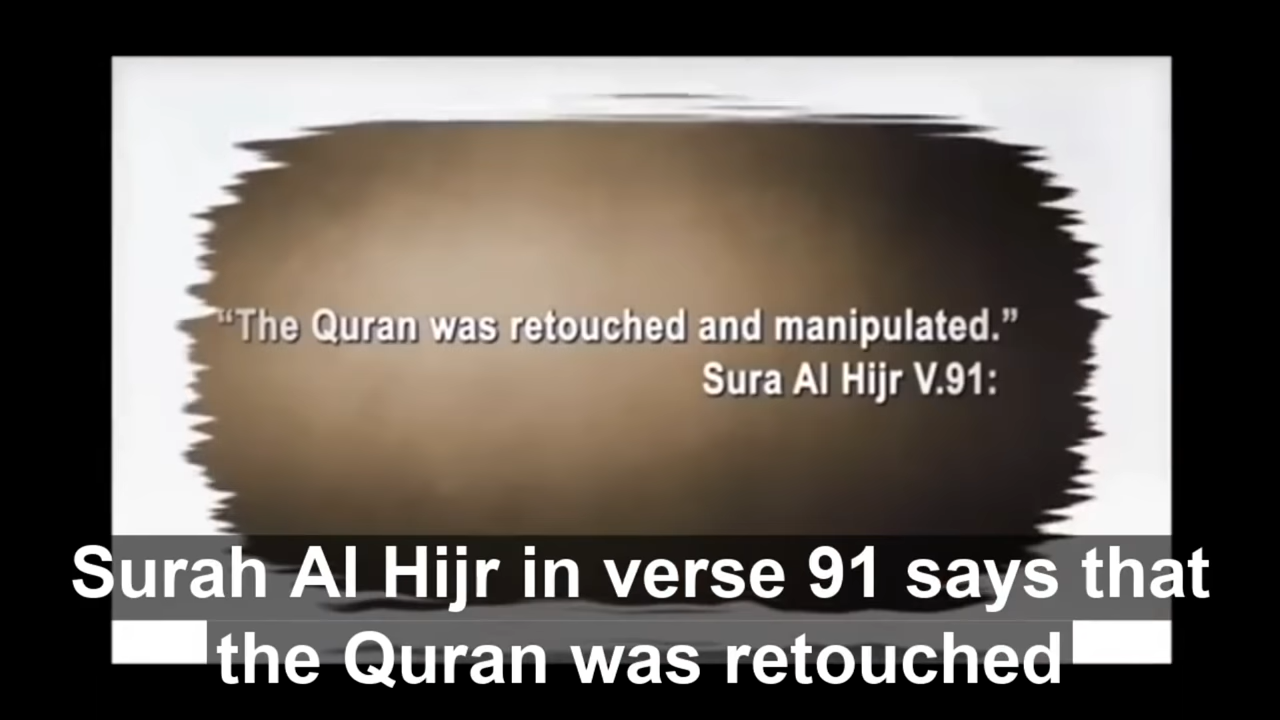 “The Quran was retouched and manipulated.”
Sura Al Hijr V.91:
Surah Al Hijr in verse 91 says that
the Quran was retouched